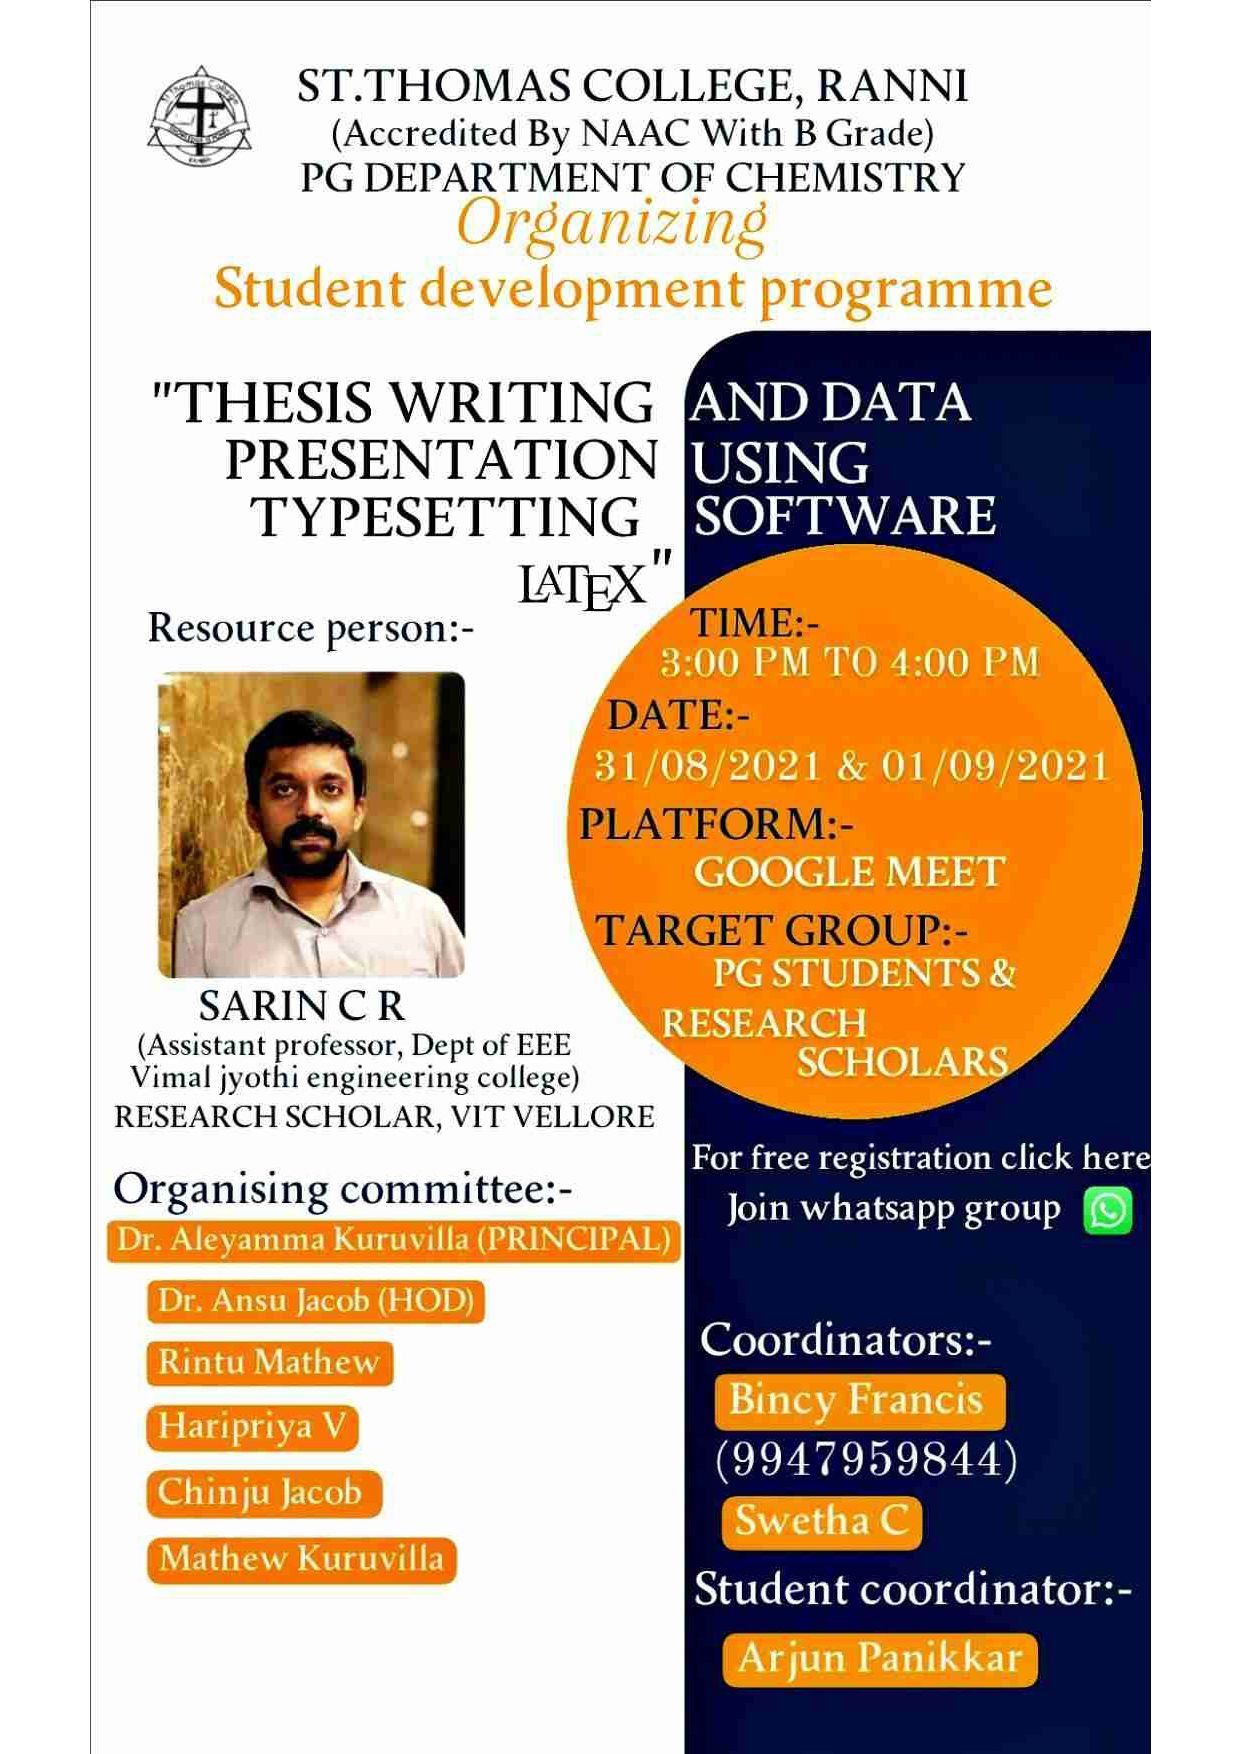 ST.THOMAS COLLEGE, RANNI
(Accredited By NAAC With B Grade)
PG DEPARTMENT OF CHEMISTRY
Organizing
Student development programme
"THESIS WRITING AND DATA
PRESENTATION USING
TYPESETTING SOFTWARE
LATEX"
Resource person:-
SARIN C R
(Assistant professor, Dept of EEE
Vimal jyothi engineering college)
RESEARCH SCHOLAR, VIT VELLORE
TIME:-
3:00 PM TO 4:00 PM
DATE:-
31/08/2021 & 01/09/2021
PLATFORM:-
GOOGLE MEET
TARGET GROUP:-
PG STUDENTS &
RESEARCH
SCHOLARS
Organising committee:-
Dr. Aleyamma Kuruvilla (PRINCIPAL)
Dr. Ansu Jacob (HOD)
Rintu Mathew
Haripriya V
Chinju Jacob
Mathew Kuruvilla
For free registration click here
Join whatsapp group
Coordinators:-
Bincy Francis
(9947959844)
Swetha C
Student coordinator:-
Arjun Panikkar